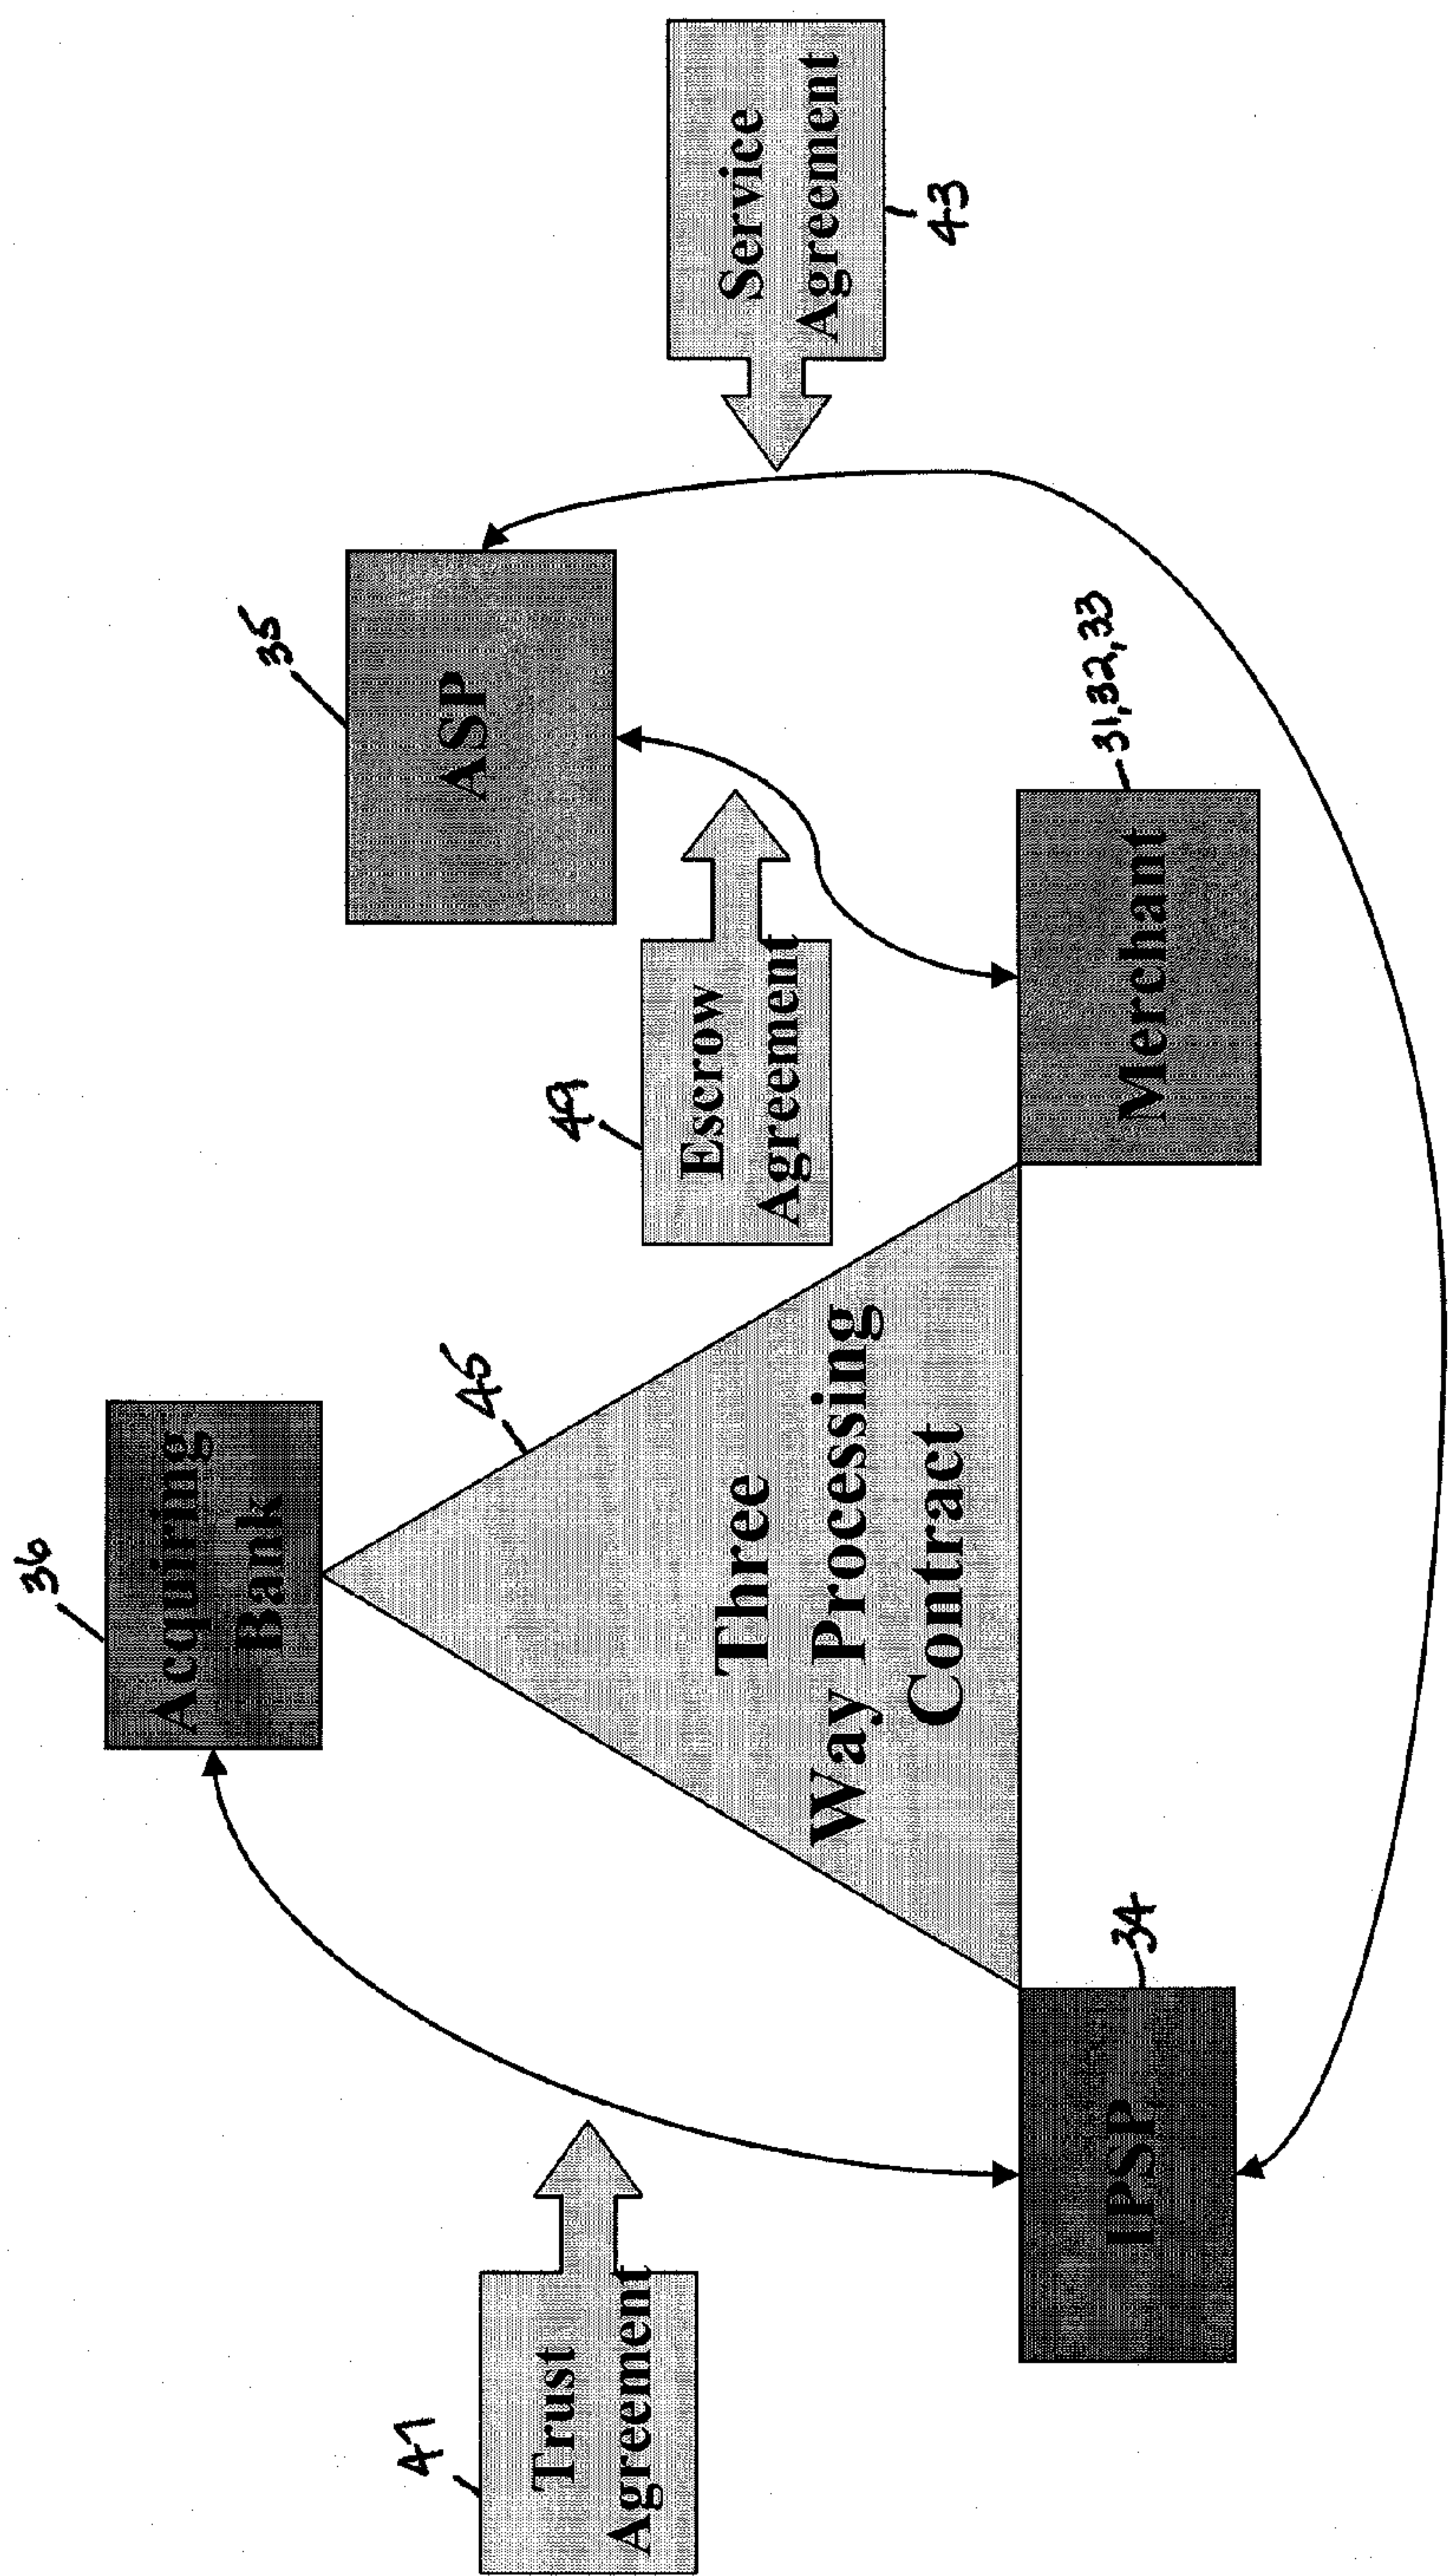 36
Acquiring
Bank
35
ASP
47
Trust
Agreement
45
49
Escrow
Agreement
Service
Agreement
43
Three
Way Processing
Contract
34
IPSP
31,32,33
Merchant